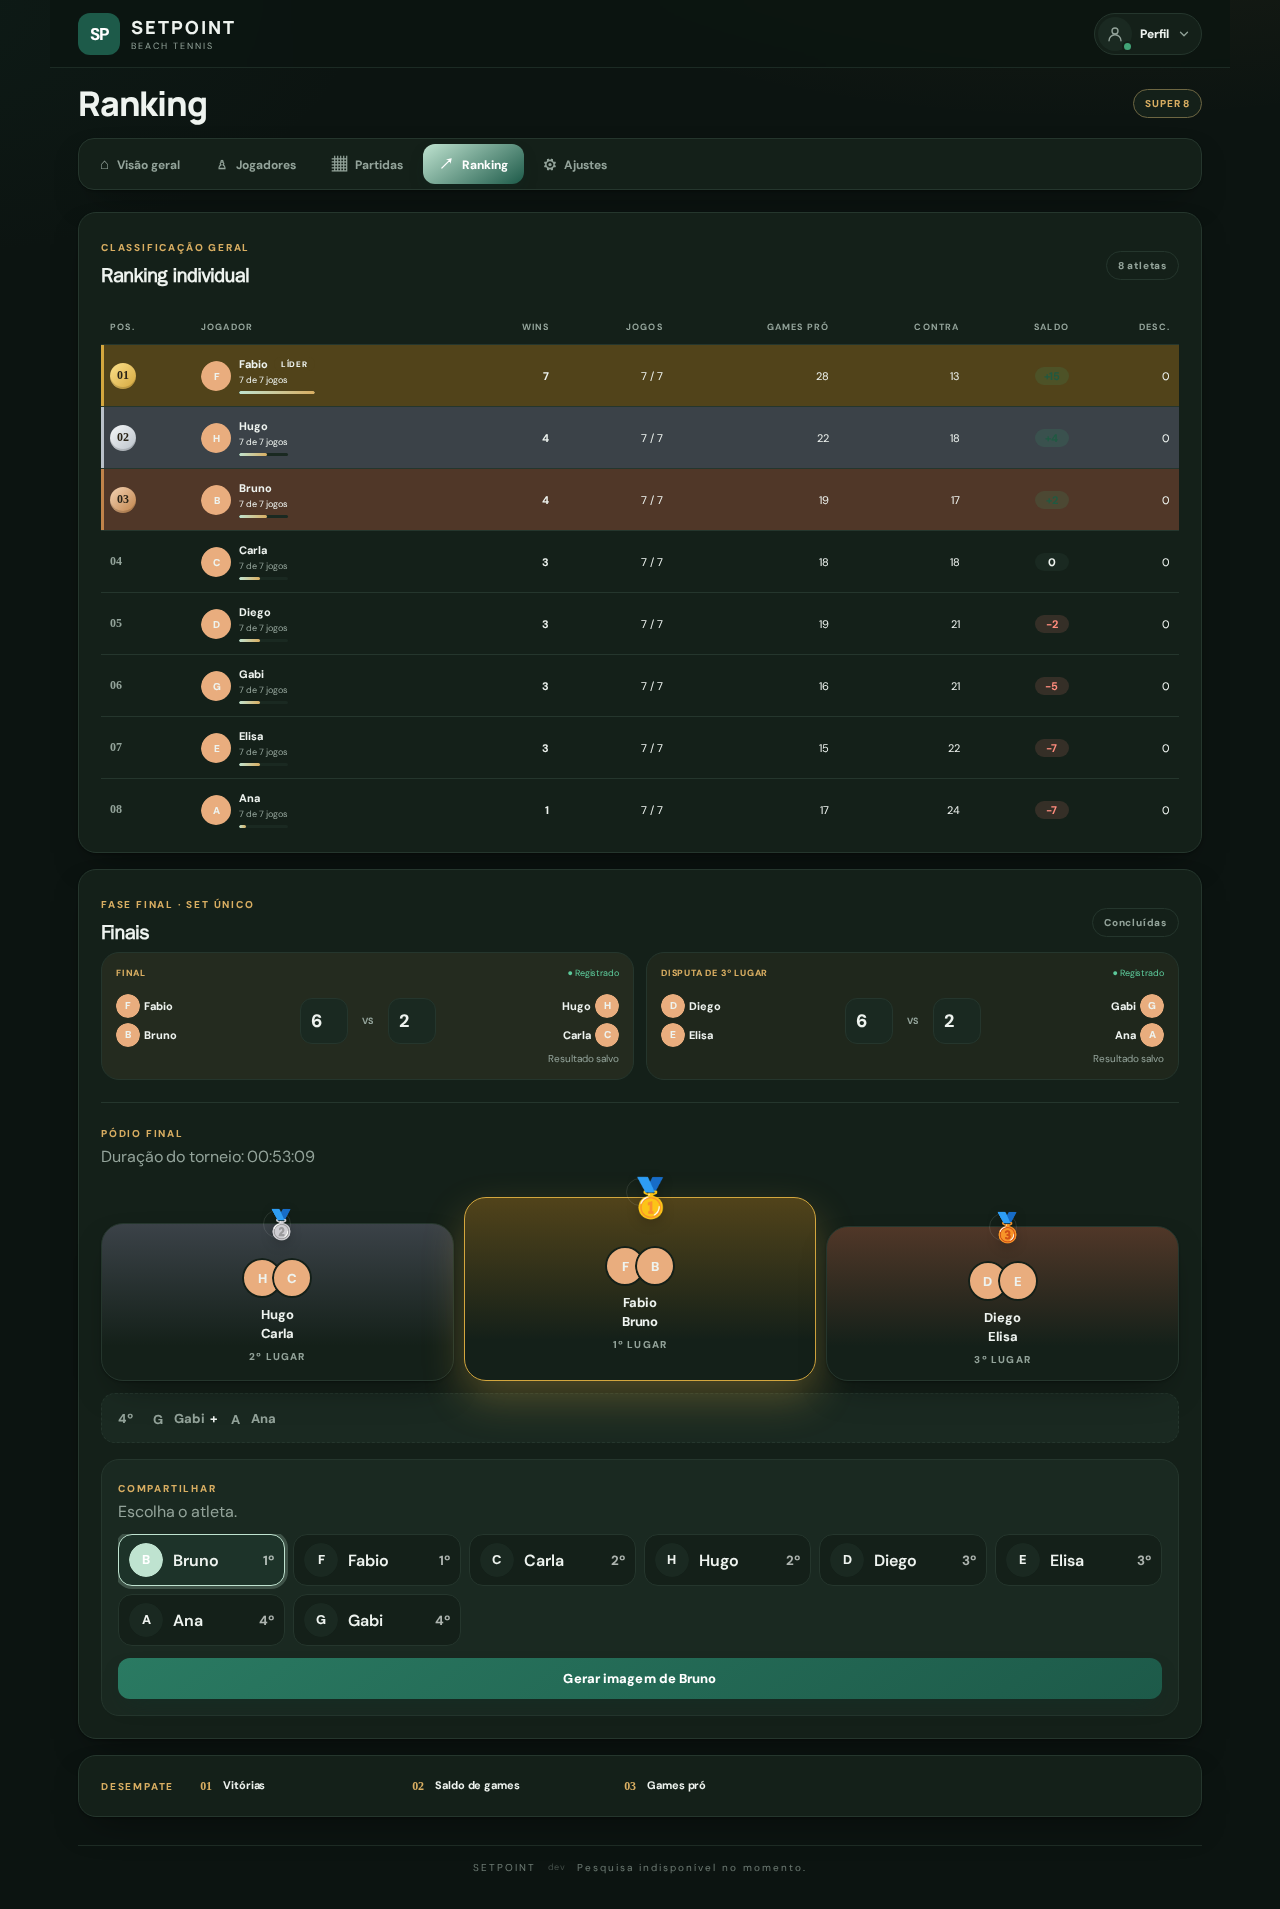 SP SETPOINT
BEACH TENNIS
Perfil
Ranking
SUPER 8
Visão geral Jogadores Partidas Ranking Ajustes
CLASSIFICAÇÃO GERAL
Ranking individual
8 atletas
POS. JOGADOR WINS JOGOS GAMES PRÓ CONTRA SALDO DESC.
01 F Fabio LÍDER 7 7 / 7 28 13 0
7 de 7 jogos
02 H Hugo 4 7 / 7 22 18 0
7 de 7 jogos
03 B Bruno 4 7 / 7 19 17 0
7 de 7 jogos
04 C Carla 3 7 / 7 18 18 0 0
7 de 7 jogos
05 D Diego 3 7 / 7 19 21 -2 0
7 de 7 jogos
06 G Gabi 3 7 / 7 16 21 -5 0
7 de 7 jogos
07 E Elisa 3 7 / 7 15 22 -7 0
7 de 7 jogos
08 A Ana 1 7 / 7 17 24 -7 0
7 de 7 jogos
FASE FINAL · SET ÚNICO
Finais
Concluídas
FINAL
● Registrado
F Fabio
B Bruno
6 vs 2
Hugo H
Carla C
Resultado salvo
DISPUTA DE 3º LUGAR
● Registrado
D Diego
E Elisa
6 vs 2
Gabi G
Ana A
Resultado salvo
PÓDIO FINAL
Duração do torneio: 00:53:09
2
H C
Hugo
Carla
2º LUGAR
1
F B
Fabio
Bruno
1º LUGAR
3
D E
Diego
Elisa
3º LUGAR
4º G Gabi + A Ana
COMPARTILHAR
Escolha o atleta.
B Bruno 1º F Fabio 1º C Carla 2º H Hugo 2º D Diego 3º E Elisa 3º
A Ana 4º G Gabi 4º
Gerar imagem de Bruno
DESEMPATE 01 Vitórias 02 Saldo de games 03 Games pró
SETPOINT dev Pesquisa indisponível no momento.